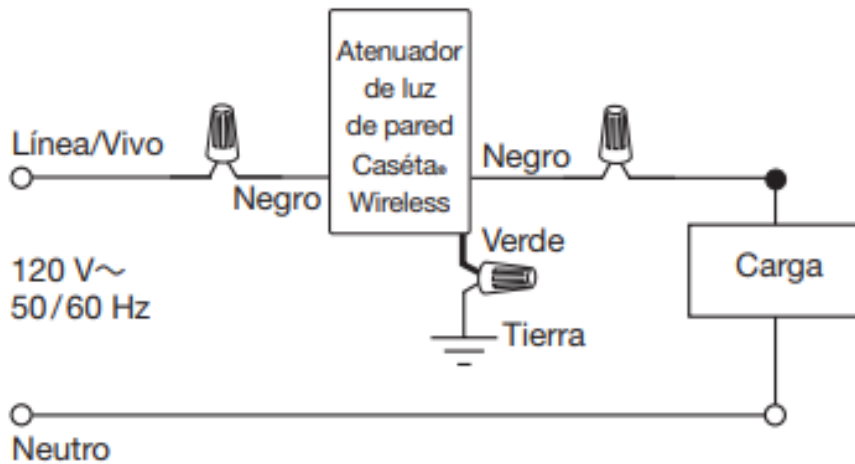 Atenuador
de luz
de pared
Caséta®
Wireless
Línea/Vivo
Negro
Negro
Verde
120 V~
50/60 Hz
Carga
Tierra
Neutro